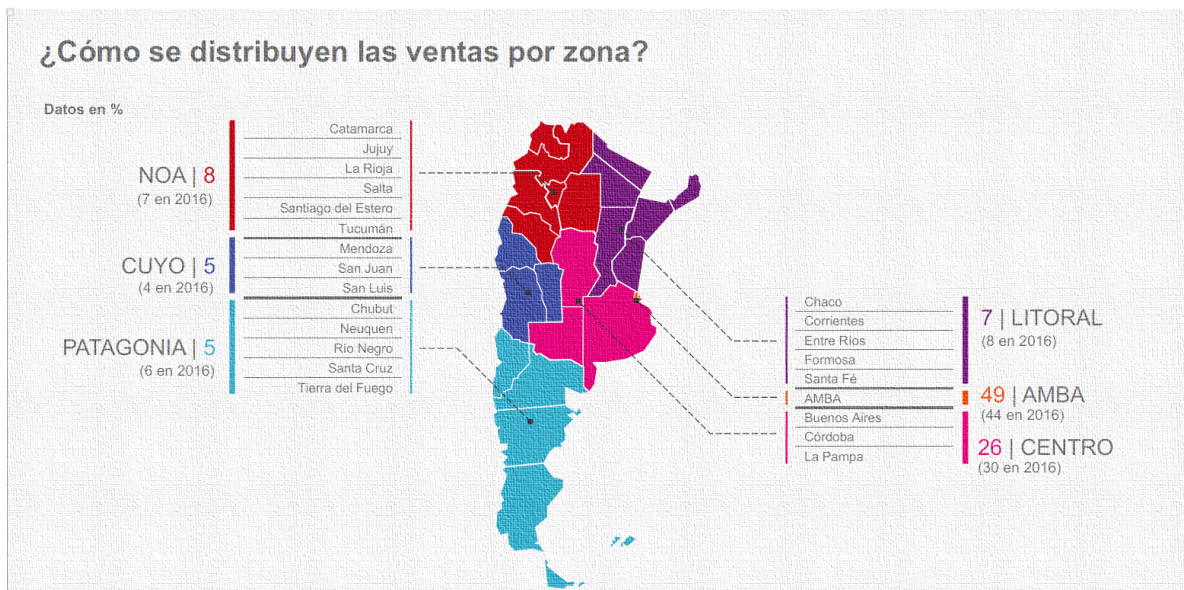 ¿Cómo se distribuyen las ventas por zona?
Datos en %
NOA | 8
(7 en 2016)
Catamarca
Jujuy
La Rioja
Salta
Santiago del Estero
Tucumán
CUYO | 5
(4 en 2016)
Mendoza
San Juan
San Luis
PATAGONIA | 5
(6 en 2016)
Chubut
Neuquen
Río Negro
Santa Cruz
Tierra del Fuego
Chaco
Corrientes
Entre Ríos
Formosa
Santa Fé
7 | LITORAL
(8 en 2016)
AMBA
49 | AMBA
(44 en 2016)
Buenos Aires
Córdoba
La Pampa
26 | CENTRO
(30 en 2016)